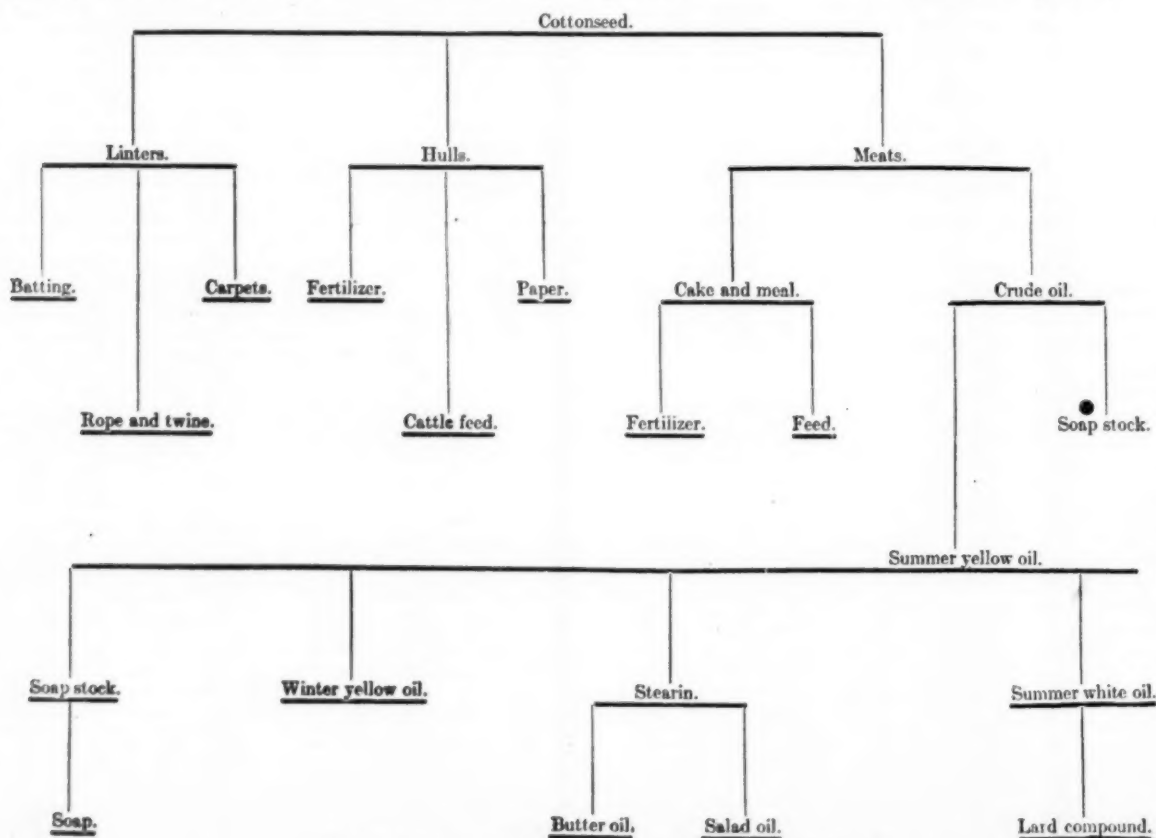 Cottonseed.
Linters. Hulls. Meats.
Batting. Carpets. Fertilizer. Paper. Cake and meal. Crude oil.
Rope and twine. Cattle feed. Fertilizer. Feed. Soap stock.
Summer yellow oil.
Soap stock. Winter yellow oil. Stearin. Summer white oil.
Soap. Butter oil. Salad oil. Lard compound.